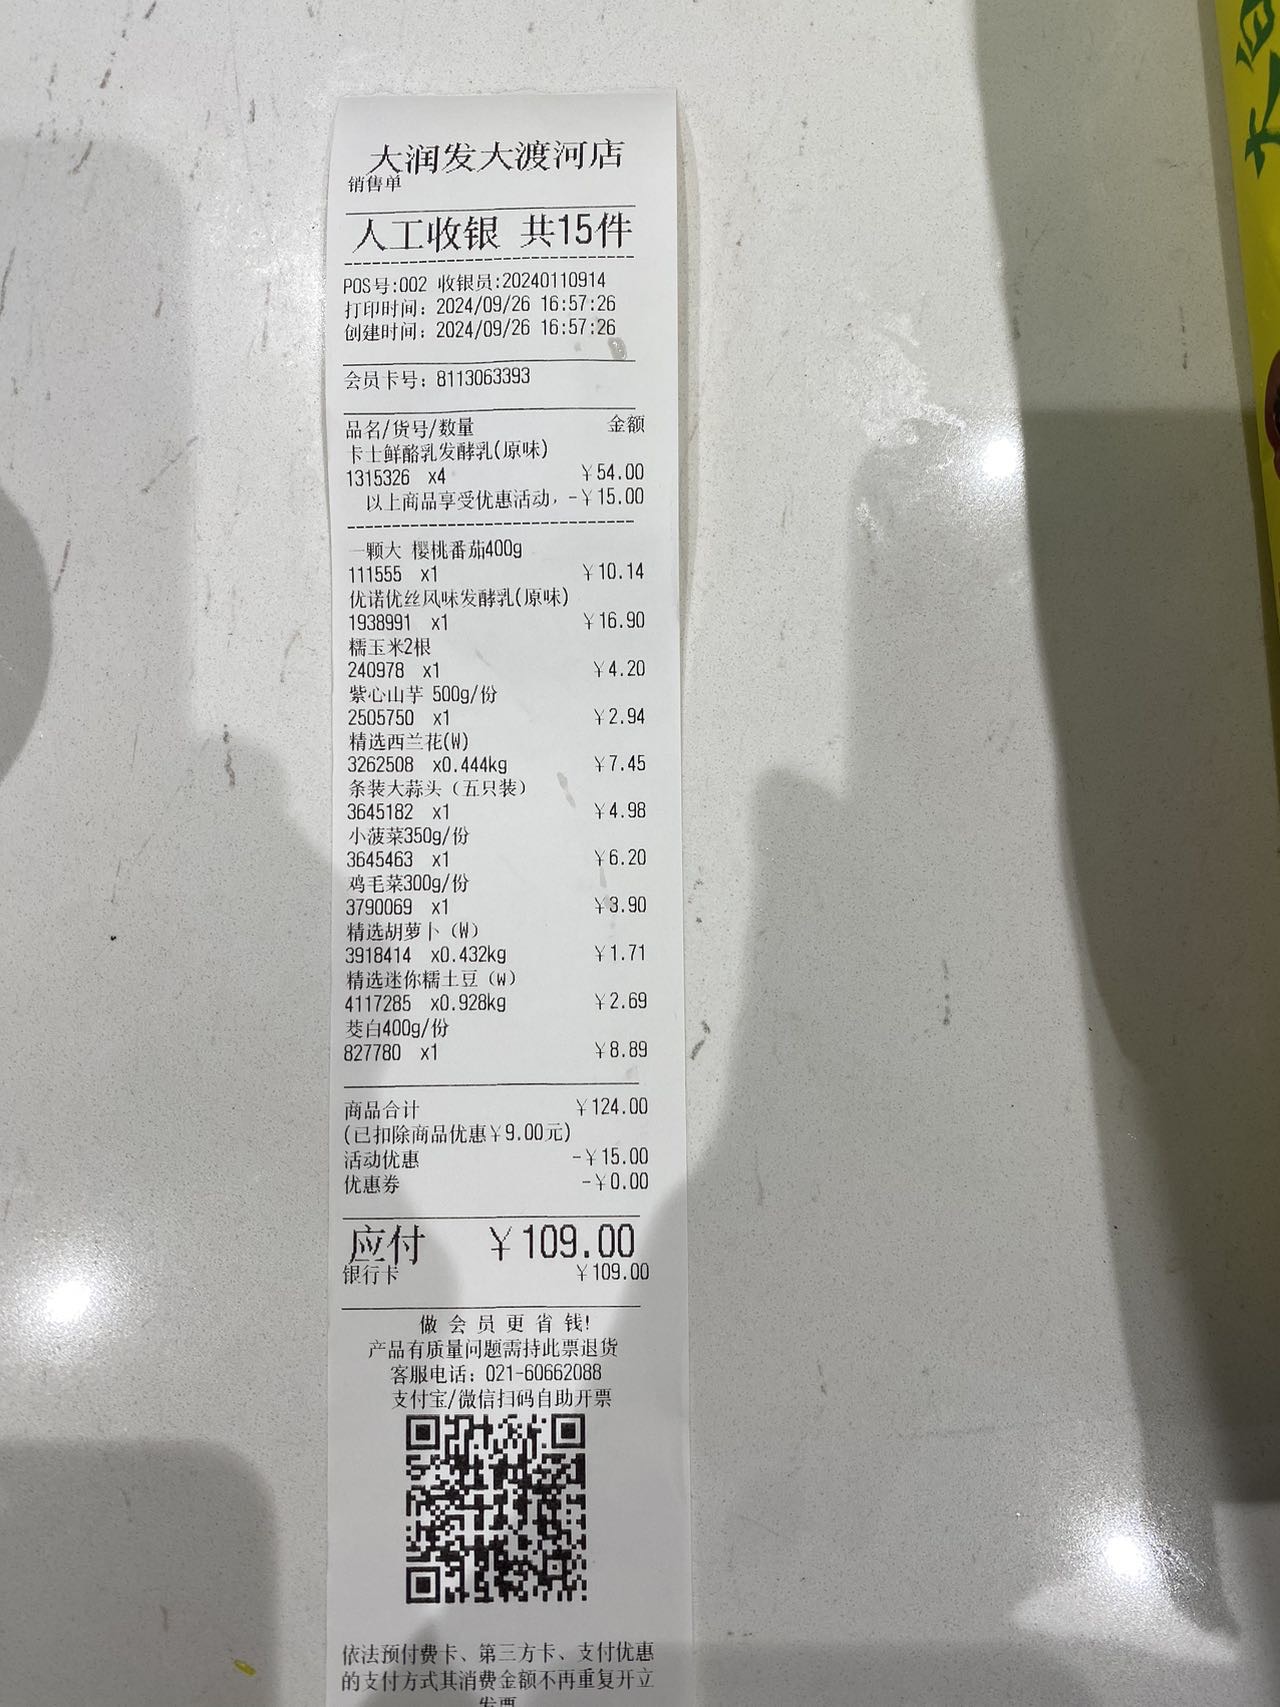 大润发大渡河店
销售单
人工收银 共15件
POS号:002 收银员:20240110914
打印时间: 2024/09/26 16:57:26
创建时间: 2024/09/26 16:57:26
会员卡号: 8113063393
品名/货号/数量 金额
卡士鲜酪乳发酵乳(原味)
1315326 x4 ¥54.00
以上商品享受优惠活动, -¥15.00
一颗大 樱桃番茄400g
111555 x1 ¥10.14
优诺优丝风味发酵乳(原味)
1938991 x1 ¥16.90
糯玉米2根
240978 x1 ¥4.20
紫心山芋 500g/份
2505750 x1 ¥2.94
精选西兰花(W)
3262508 x0.444kg ¥7.45
条装大蒜头（五只装）
3645182 x1 ¥4.98
小菠菜350g/份
3645463 x1 ¥6.20
鸡毛菜300g/份
3790069 x1 ¥3.90
精选胡萝卜（W）
3918414 x0.432kg ¥1.71
精选迷你糯土豆（W）
4117285 x0.928kg ¥2.69
茭白400g/份
827780 x1 ¥8.89
商品合计 ¥124.00
(已扣除商品优惠¥9.00元)
活动优惠 -¥15.00
优惠券 -¥0.00
应付 ¥109.00
银行卡 ¥109.00
做 会 员 更 省 钱!
产品有质量问题需持此票退货
客服电话: 021-60662088
支付宝/微信扫码自助开票
依法预付费卡、第三方卡、支付优惠
的支付方式其消费金额不再重复开立
发票